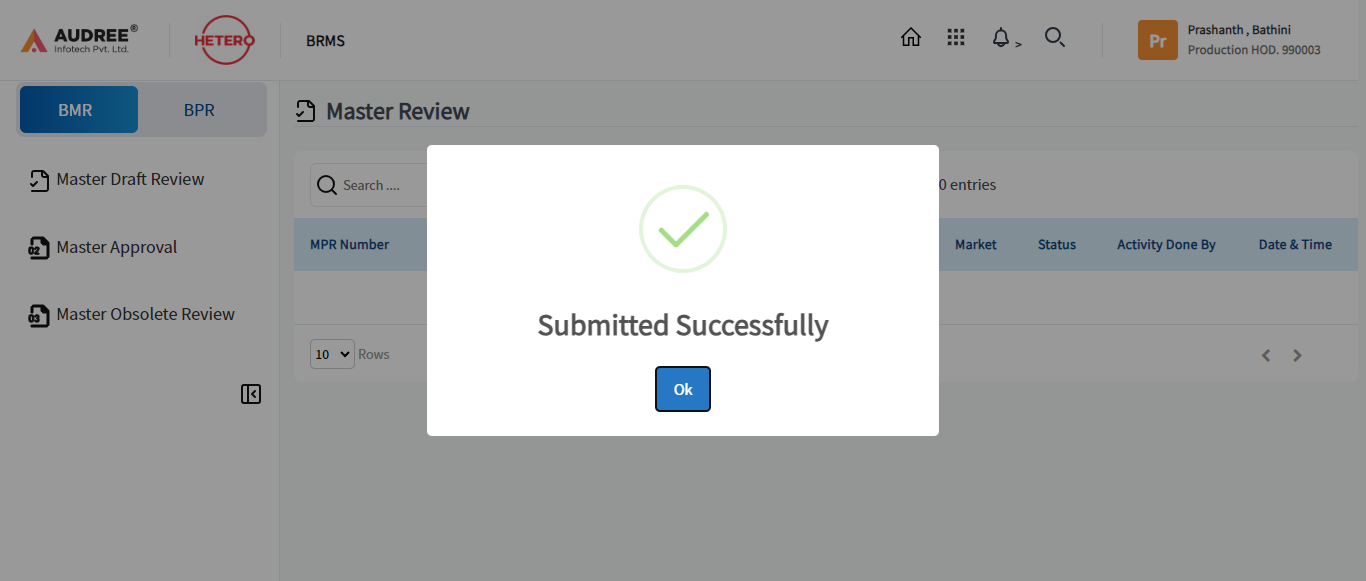 AUDREE®
Infotech Pvt. Ltd.
HETERO
BRMS
Pr
Prashanth , Bathini
Production HOD. 990003
BMR
BPR
Master Review
Master Draft Review
02
Master Approval
03
Master Obsolete Review
Search ....
0 entries
MPR Number
Market
Status
Activity Done By
Date & Time
10
Rows
Submitted Successfully
Ok